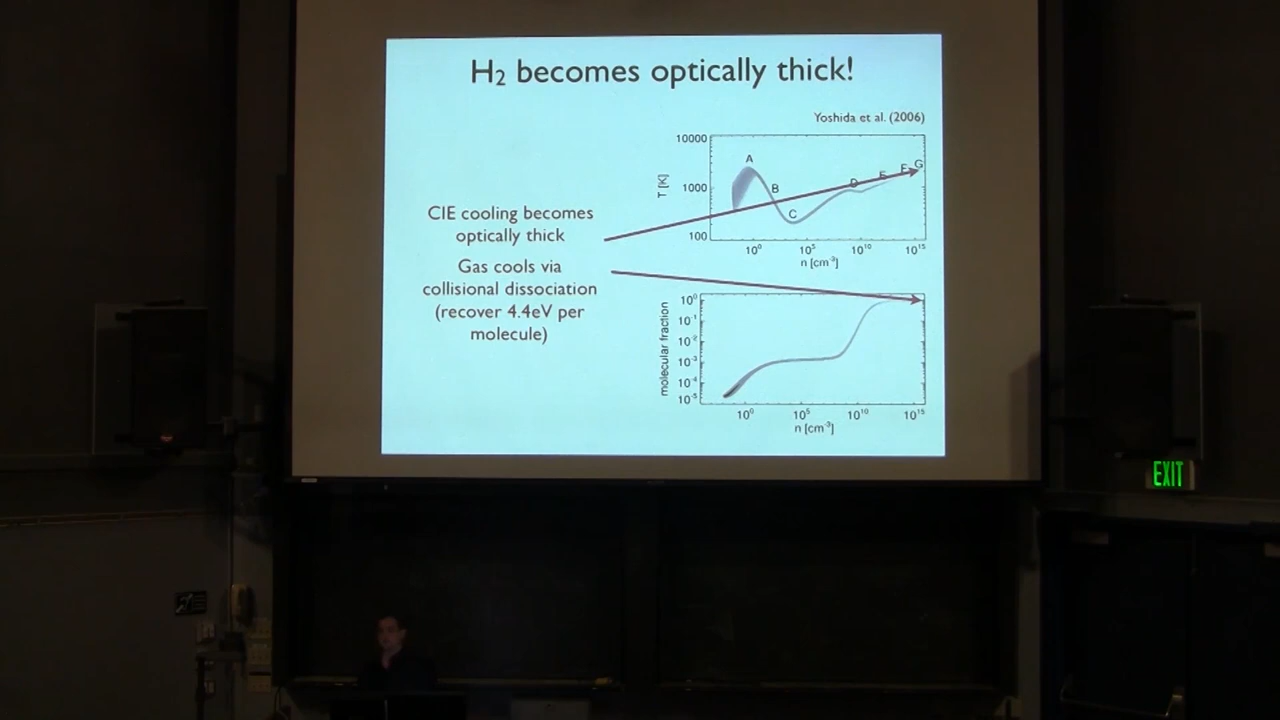 H₂ becomes optically thick!
Yoshida et al. (2006)
CIE cooling becomes
optically thick
Gas cools via
collisional dissociation
(recover 4.4eV per
molecule)
10000
1000
100
T [K]
A
B
C
D
E
F
G
10⁰
10⁵
10¹⁰
10¹⁵
n [cm⁻³]
10⁰
10⁻¹
10⁻²
10⁻³
10⁻⁴
10⁻⁵
molecular fraction
10⁰
10⁵
10¹⁰
10¹⁵
n [cm⁻³]
EXIT